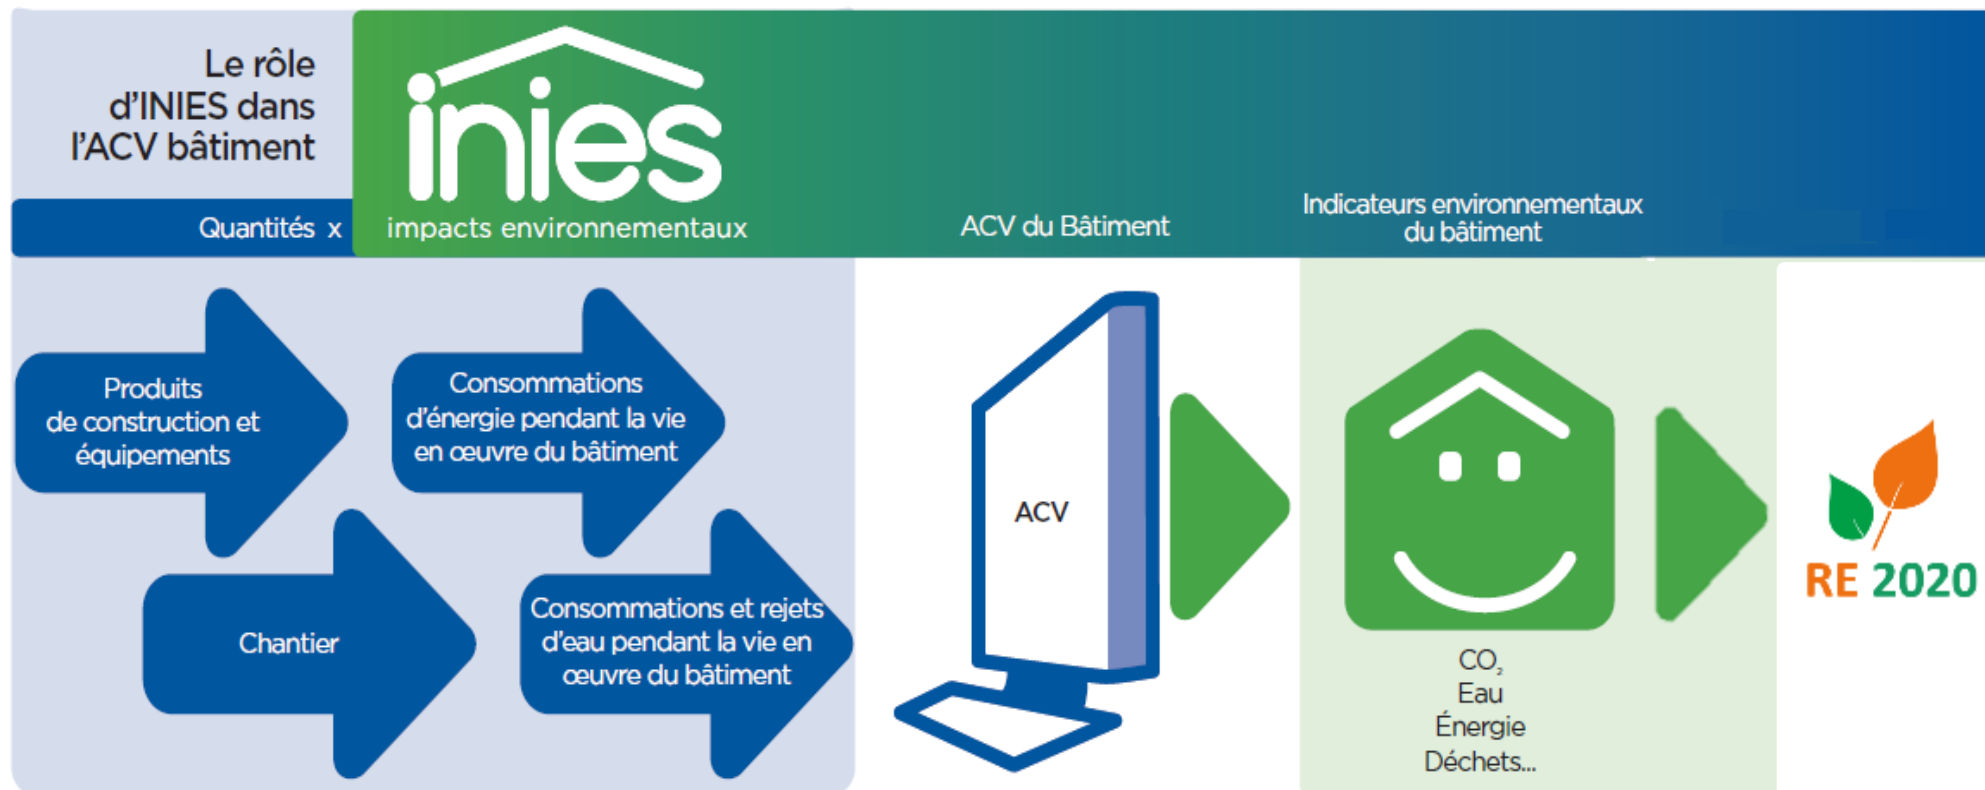 Le rôle
d'INIES dans
l'ACV bâtiment
inies
Quantités x
impacts environnementaux
ACV du Bâtiment
Indicateurs environnementaux
du bâtiment
Produits
de construction et
équipements
Consommations
d'énergie pendant la vie
en œuvre du bâtiment
Chantier
Consommations et rejets
d'eau pendant la vie en
œuvre du bâtiment
ACV
CO₂
Eau
Énergie
Déchets...
RE 2020